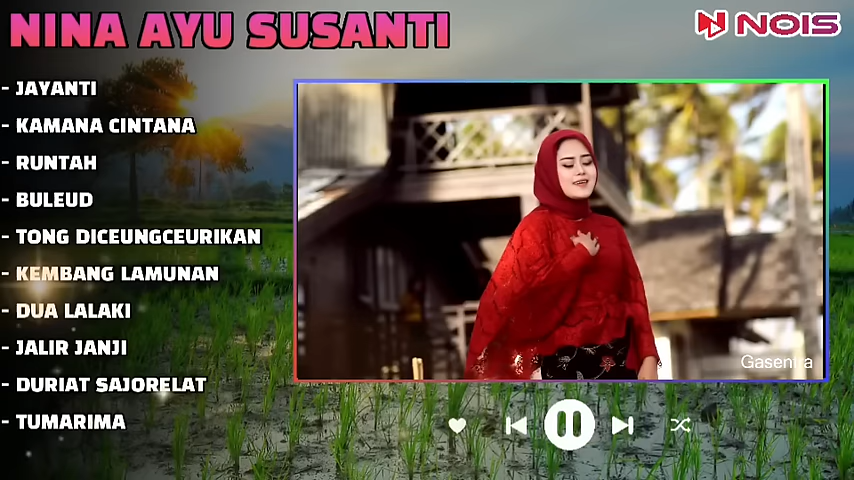 NINA AYU SUSANTI
NOIS
- JAYANTI
- KAMANA CINTANA
- RUNTAH
- BULEUD
- TONG DICEUNGCEURIKAN
- KEMBANG LAMUNAN
- DUA LALAKI
- JALIR JANJI
- DURIAT SAJORELAT
- TUMARIMA
Gasentra